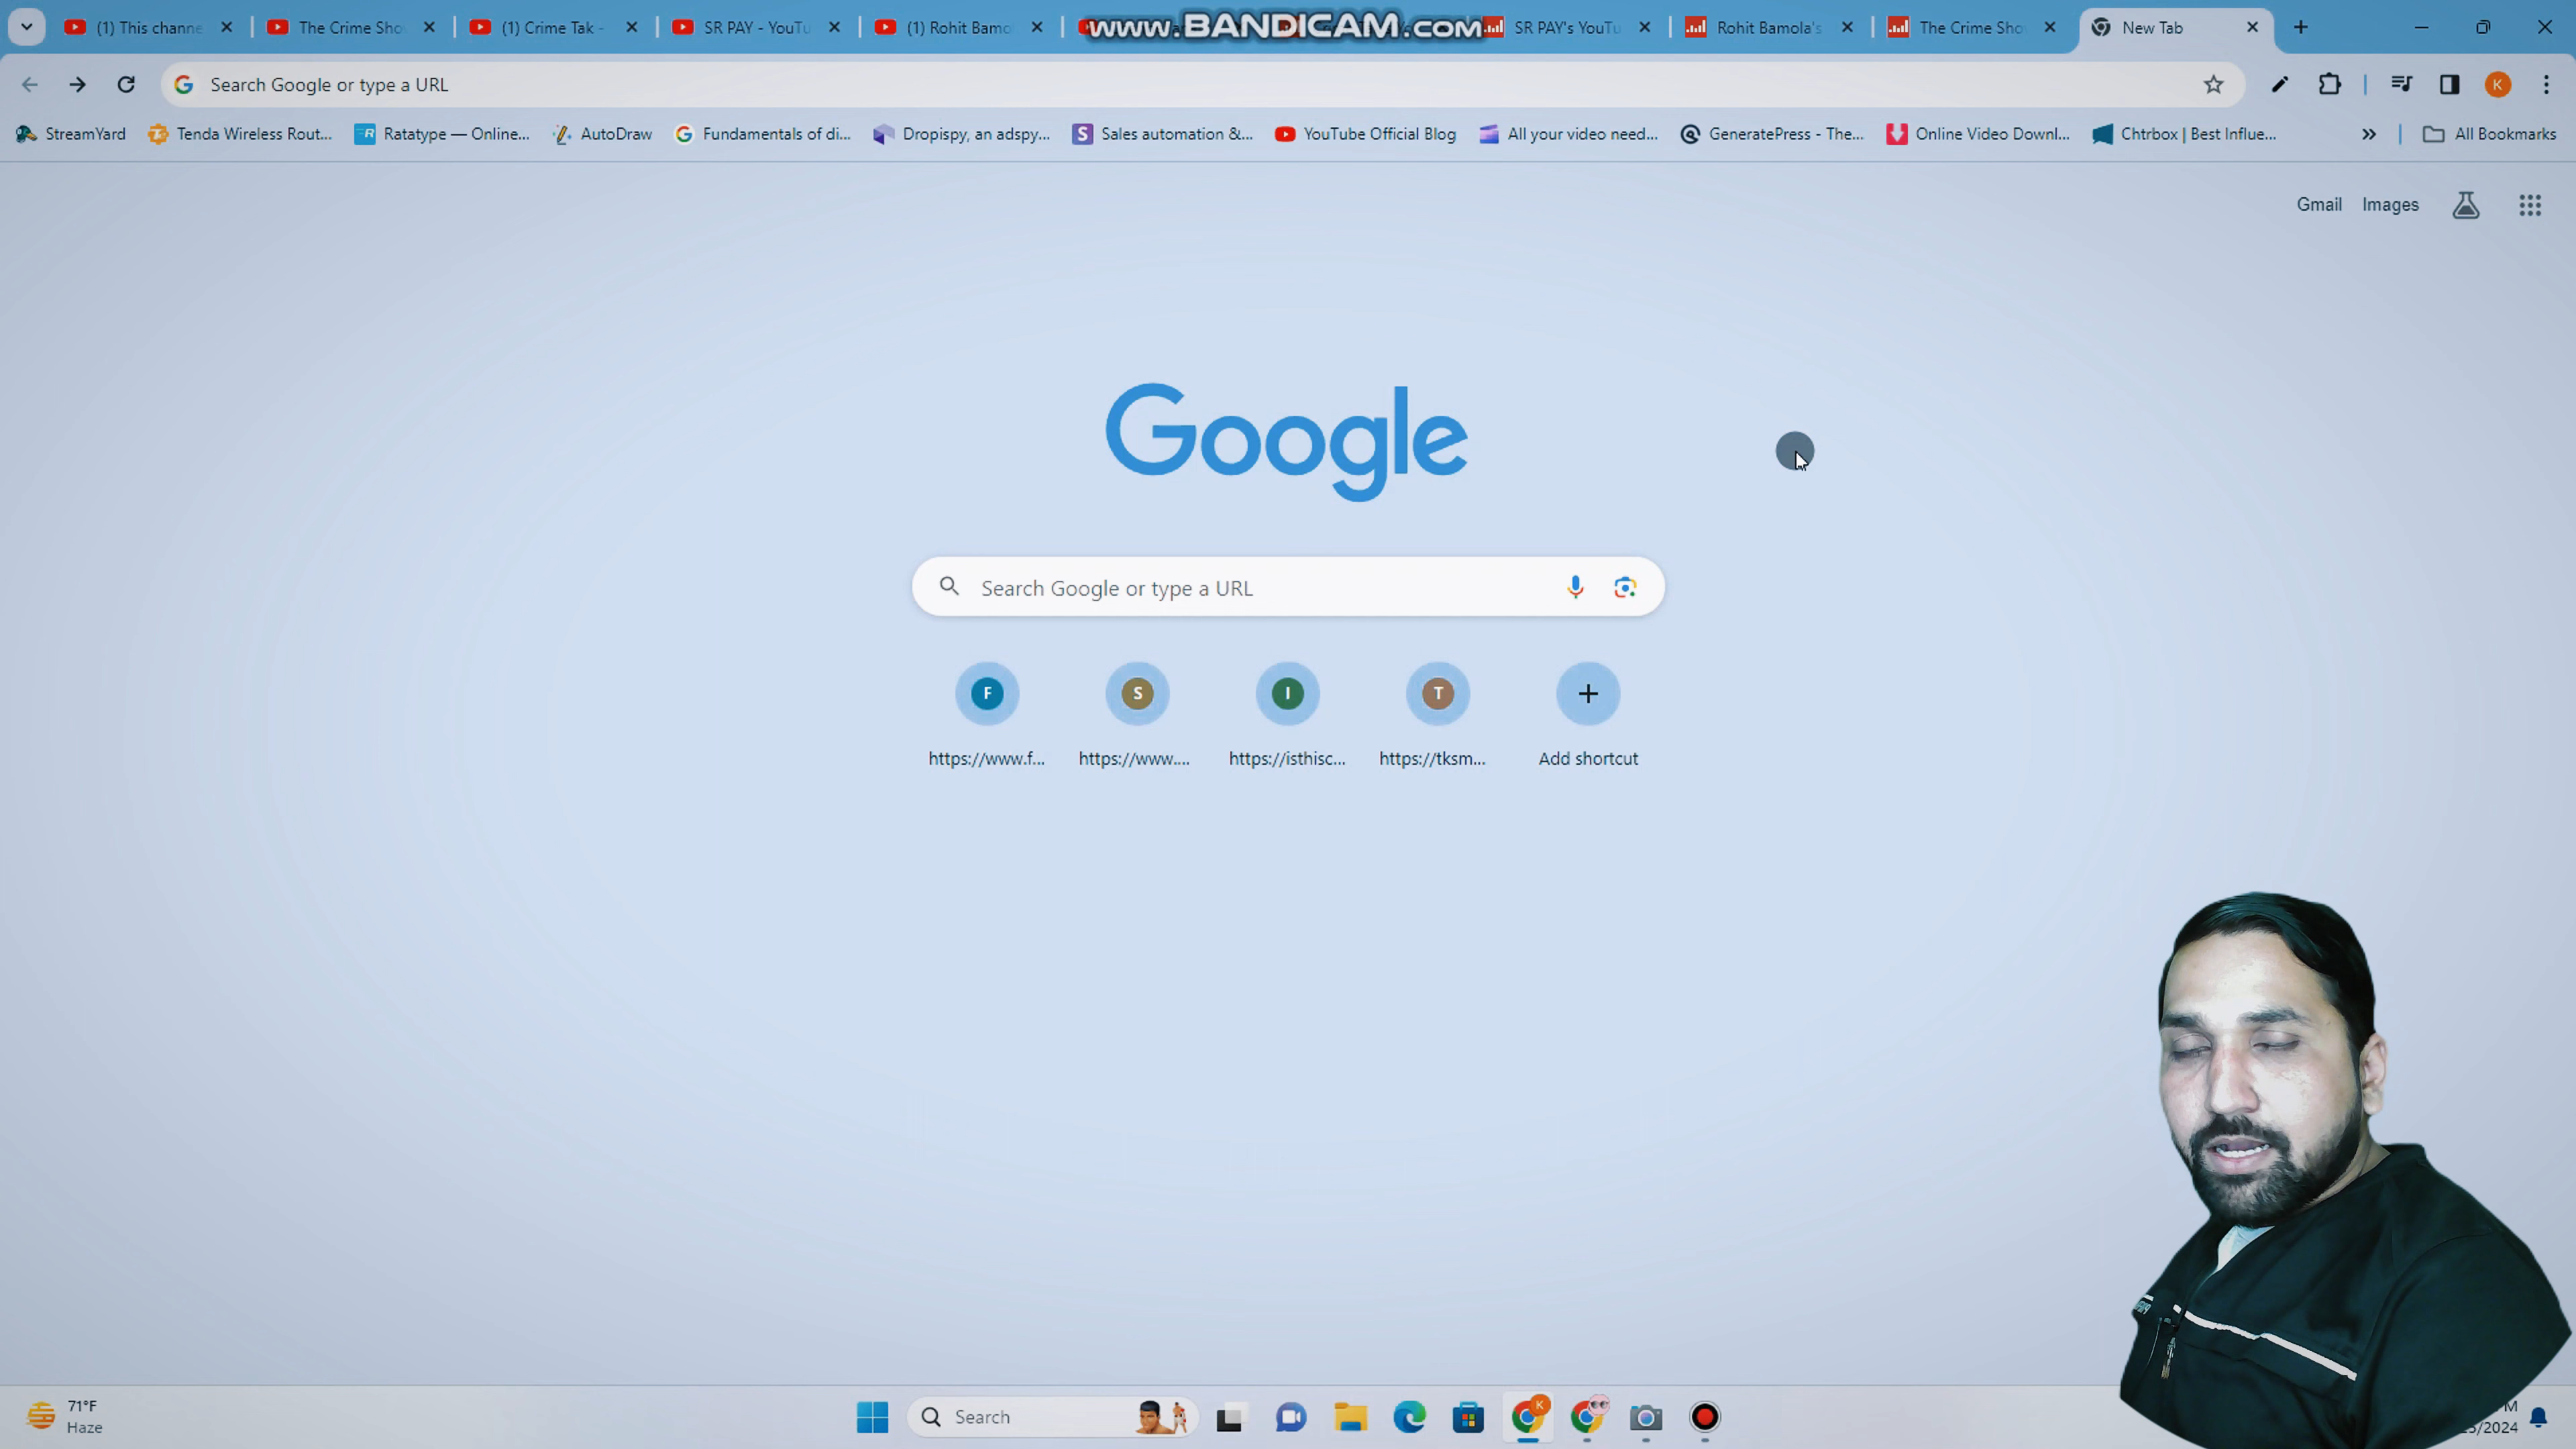 (1) This channe
The Crime Sho
(1) Crime Tak -
SR PAY - YouTu
(1) Rohit Bamo
www.BANDICAM.com
SR PAY's YouTu
Rohit Bamola's
The Crime Sho
New Tab
Search Google or type a URL
K
StreamYard
Tenda Wireless Rout...
Ratatype — Online...
AutoDraw
Fundamentals of di...
Dropispy, an adspy...
Sales automation &...
YouTube Official Blog
All your video need...
GeneratePress - The...
Online Video Downl...
Chtrbox | Best Influe...
All Bookmarks
Gmail
Images
Google
Search Google or type a URL
F
S
I
T
https://www.f...
https://www....
https://isthisc...
https://tksm...
Add shortcut
71°F
Haze
Search
K
M
/2024